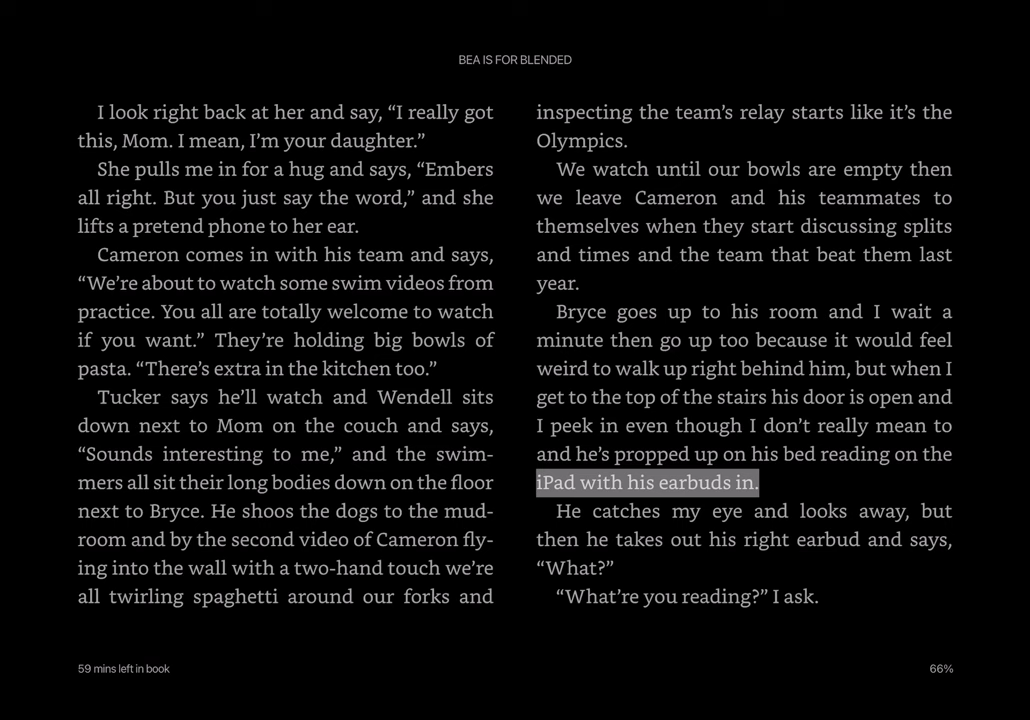 BEA IS FOR BLENDED
I look right back at her and say, “I really got
this, Mom. I mean, I’m your daughter.”
She pulls me in for a hug and says, “Embers
all right. But you just say the word,” and she
lifts a pretend phone to her ear.
Cameron comes in with his team and says,
“We’re about to watch some swim videos from
practice. You all are totally welcome to watch
if you want.” They’re holding big bowls of
pasta. “There’s extra in the kitchen too.”
Tucker says he’ll watch and Wendell sits
down next to Mom on the couch and says,
“Sounds interesting to me,” and the swim-
mers all sit their long bodies down on the floor
next to Bryce. He shoos the dogs to the mud-
room and by the second video of Cameron fly-
ing into the wall with a two-hand touch we’re
all twirling spaghetti around our forks and
inspecting the team’s relay starts like it’s the
Olympics.
We watch until our bowls are empty then
we leave Cameron and his teammates to
themselves when they start discussing splits
and times and the team that beat them last
year.
Bryce goes up to his room and I wait a
minute then go up too because it would feel
weird to walk up right behind him, but when I
get to the top of the stairs his door is open and
I peek in even though I don’t really mean to
and he’s propped up on his bed reading on the
iPad with his earbuds in.
He catches my eye and looks away, but
then he takes out his right earbud and says,
“What?”
“What’re you reading?” I ask.
59 mins left in book
66%